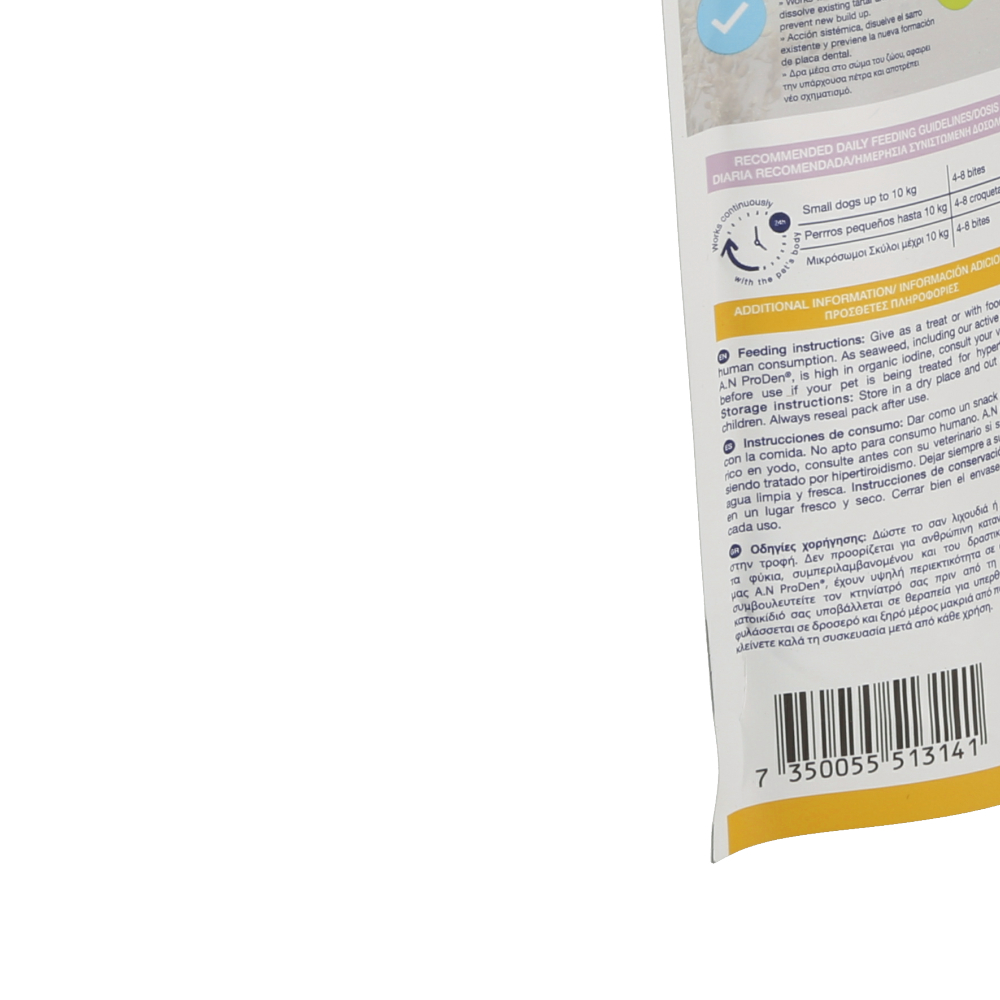 dissolve existing tartar
prevent new build up.
» Acción sistémica, disuelve el sarro
existente y previene la nueva formación
de placa dental.
» Δρα μέσα στο σώμα του ζώου, αφαιρεί
την υπάρχουσα πέτρα και αποτρέπει
νέο σχηματισμό.
RECOMMENDED DAILY FEEDING GUIDELINES/DOSIS
DIARIA RECOMENDADA/ΗΜΕΡΗΣΙΑ ΣΥΝΙΣΤΩΜΕΝΗ
works continuously
24H
with the pet's body
Small dogs up to 10 kg 4-8 bites
Perrros pequeños hasta 10 kg 4-8
Μικρόσωμοι Σκύλοι μέχρι 10 kg 4-8 bites
ADDITIONAL INFORMATION/ INFORMACIÓN
ΠΡΟΣΘΕΤΕΣ ΠΛΗΡΟΦΟΡΙΕΣ
EN Feeding instructions: Give as a treat or with
human consumption. As seaweed, including our active
A.N ProDen®, is high in organic iodine, consult your
before use if your pet is being treated for
Storage instructions: Store in a dry place and out
children. Always reseal pack after use.
ES Instrucciones de consumo: Dar como un snack
con la comida. No apto para consumo humano. A.N
rico en yodo, consulte antes con su veterinario si
siendo tratado por hipertiroidismo. Dejar siempre a
agua limpia y fresca. Instrucciones de
en un lugar fresco y seco. Cerrar bien el envase
cada uso.
GR Οδηγίες χορήγησης: Δώστε το σαν λιχουδιά ή
στην τροφή. Δεν προορίζεται για ανθρώπινη
τα φύκια, συμπεριλαμβανομένου και του
μας A.N ProDen®, έχουν υψηλή περιεκτικότητα σε
συμβουλευτείτε τον κτηνίατρό σας πριν από τη
κατοικίδιό σας υποβάλλεται σε θεραπεία για
φυλάσσεται σε δροσερό και ξηρό μέρος μακριά από
κλείνετε καλά τη συσκευασία μετά από κάθε χρήση.
7 350055 513141